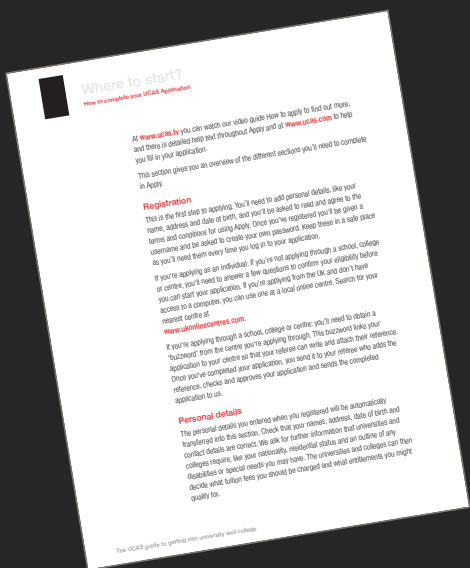 Where to start?
How to complete your UCAS Application
At www.ucas.tv you can watch our video guide How to apply to find out more,
and there is detailed help text throughout Apply and at www.ucas.com to help
you fill in your application.
This section gives you an overview of the different sections you'll need to complete
in Apply.
Registration
This is the first step to applying. You'll need to add personal details, like your
name, address and date of birth, and you'll be asked to read and agree to the
terms and conditions for using Apply. Once you've registered you'll be given a
username and be asked to create your own password. Keep these in a safe place
as you'll need them every time you log in to your application.
If you're applying as an individual: if you're not applying through a school, college
or centre, you'll need to answer a few questions to confirm your eligibility before
you can start your application. If you're applying from the UK and don't have
access to a computer, you can use one at a local online centre. Search for your
nearest centre at
www.ukonlinecentres.com.
If you're applying through a school, college or centre: you'll need to obtain a
'buzzword' from the centre you're applying through. This buzzword links your
application to your centre so that your referee can write and attach their reference.
Once you've completed your application, you send it to your referee who adds the
reference, checks and approves your application and sends the completed
application to us.
Personal details
The personal details you entered when you registered will be automatically
transferred into this section. Check that your names, address, date of birth and
contact details are correct. We ask for further information that universities and
colleges require, like your nationality, residential status and an outline of any
disabilities or special needs you may have. The universities and colleges can then
decide what tuition fees you should be charged and what entitlements you might
quality for.
The UCAS guide to getting into university and college